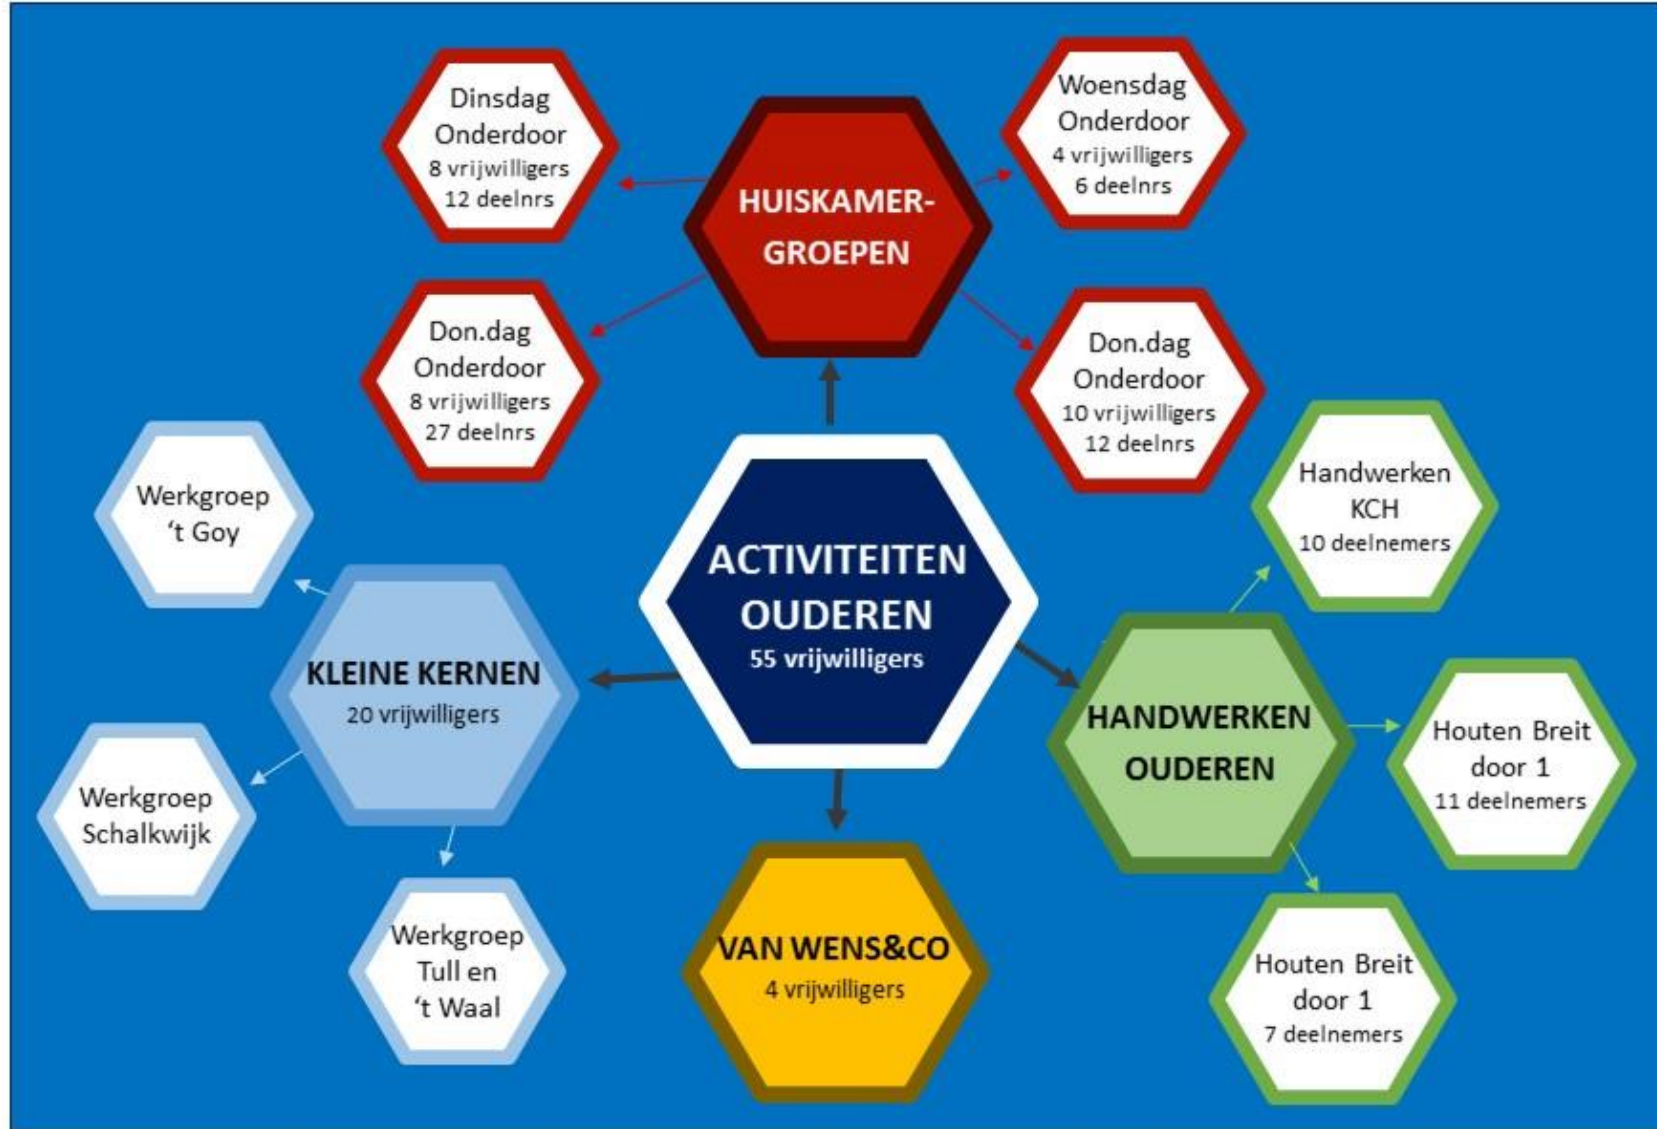 Dinsdag
Onderdoor
8 vrijwilligers
12 deelnrs
Woensdag
Onderdoor
4 vrijwilligers
6 deelnrs
HUISKAMER-
GROEPEN
Don.dag
Onderdoor
8 vrijwilligers
27 deelnrs
Don.dag
Onderdoor
10 vrijwilligers
12 deelnrs
Werkgroep
‘t Goy
ACTIVITEITEN
OUDEREN
55 vrijwilligers
Handwerken
KCH
10 deelnemers
KLEINE KERNEN
20 vrijwilligers
HANDWERKEN
OUDEREN
Houten Breit
door 1
11 deelnemers
Werkgroep
Schalkwijk
Werkgroep
Tull en
‘t Waal
VAN WENS&CO
4 vrijwilligers
Houten Breit
door 1
7 deelnemers